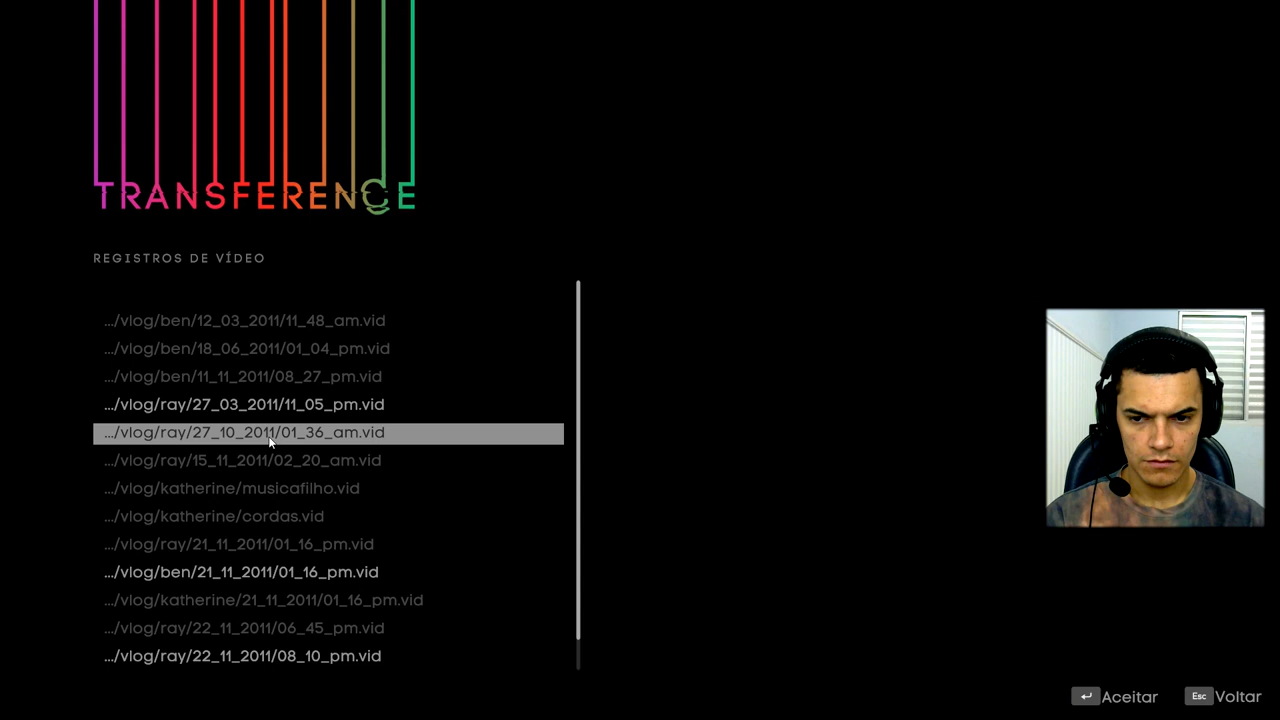 TRANSFERENCE
REGISTROS DE VÍDEO
.../vlog/ben/12_03_2011/11_48_am.vid
.../vlog/ben/18_06_2011/01_04_pm.vid
.../vlog/ben/11_11_2011/08_27_pm.vid
.../vlog/ray/27_03_2011/11_05_pm.vid
.../vlog/ray/27_10_2011/01_36_am.vid
.../vlog/ray/15_11_2011/02_20_am.vid
.../vlog/katherine/musicafilho.vid
.../vlog/katherine/cordas.vid
.../vlog/ray/21_11_2011/01_16_pm.vid
.../vlog/ben/21_11_2011/01_16_pm.vid
.../vlog/katherine/21_11_2011/01_16_pm.vid
.../vlog/ray/22_11_2011/06_45_pm.vid
.../vlog/ray/22_11_2011/08_10_pm.vid
↵ Aceitar Esc Voltar